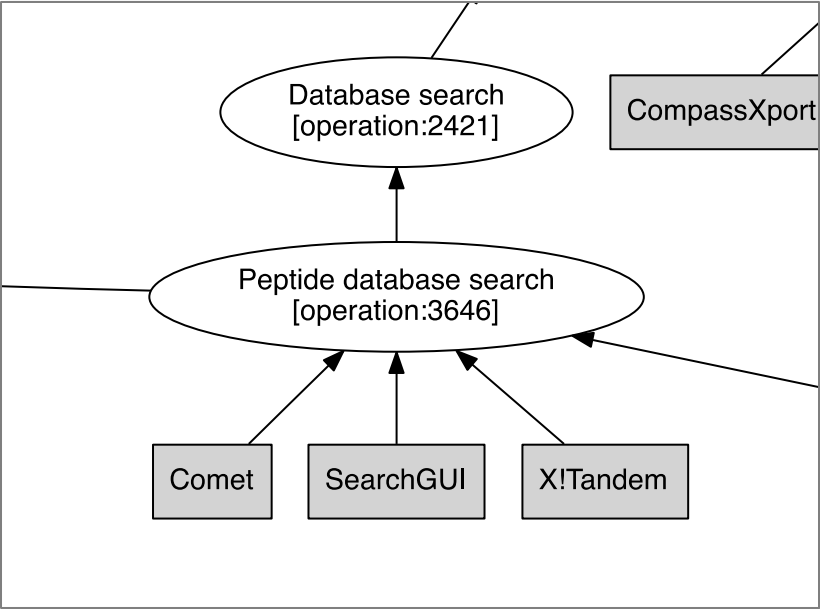 Database search
[operation:2421]
CompassXport
Peptide database search
[operation:3646]
Comet
SearchGUI
X!Tandem